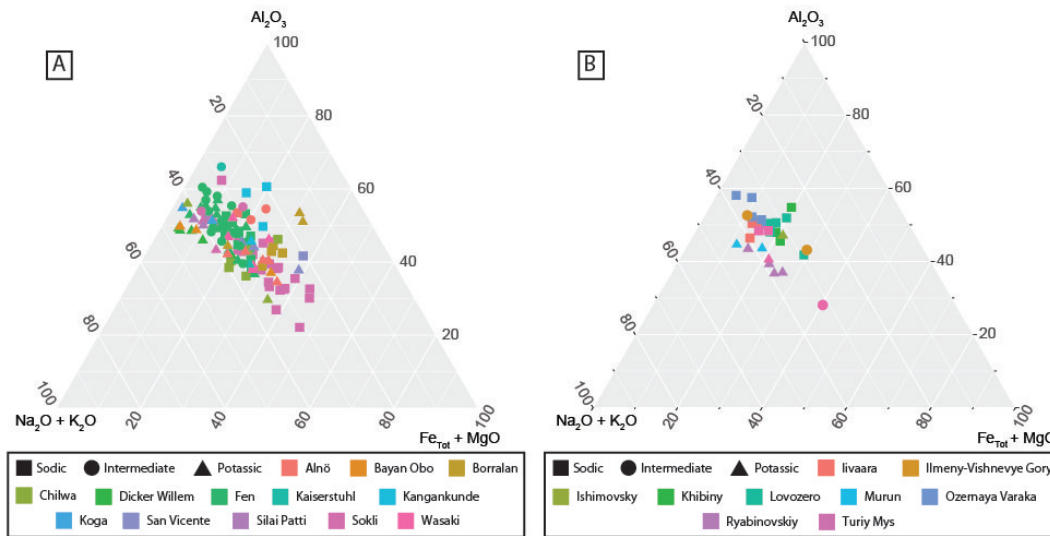 Al2O3
100
A
20
80
40
60
60
40
80
20
100
100
Na2O + K2O
20
40
60
80
FeTot + MgO
Sodic Intermediate Potassic Alnö Bayan Obo Borralan
Chilwa Dicker Willem Fen Kaiserstuhl Kangankunde
Koga San Vicente Silai Patti Sokli Wasaki
Al2O3
100
B
20
80
40
60
60
40
80
20
100
100
Na2O + K2O
20
40
60
80
FeTot + MgO
Sodic Intermediate Potassic Iivaara Ilmeny-Vishnevye Gory
Ishimovsky Khibiny Lovozero Murun Ozernaya Varaka
Ryabinovskiy Turiy Mys